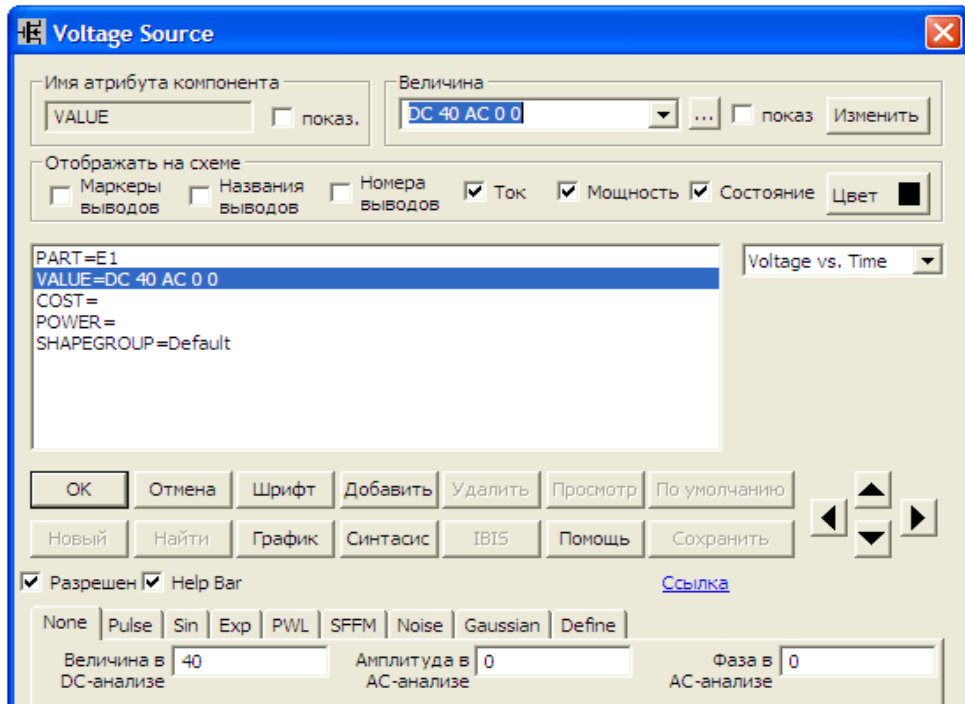 Voltage Source
Имя атрибута компонента
Величина
VALUE
показ.
DC 40 AC 0 0
...
показ
Изменить
Отображать на схеме
Маркеры выводов
Названия выводов
Номера выводов
Ток
Мощность
Состояние
Цвет
PART=E1
VALUE=DC 40 AC 0 0
COST=
POWER=
SHAPEGROUP=Default
Voltage vs. Time
OK
Отмена
Шрифт
Добавить
Удалить
Просмотр
По умолчанию
Новый
Найти
График
Синтасис
IBIS
Помощь
Сохранить
Разрешен
Help Bar
Ссылка
None
Pulse
Sin
Exp
PWL
SFFM
Noise
Gaussian
Define
Величина в DC-анализе
40
Амплитуда в AC-анализе
0
Фаза в AC-анализе
0